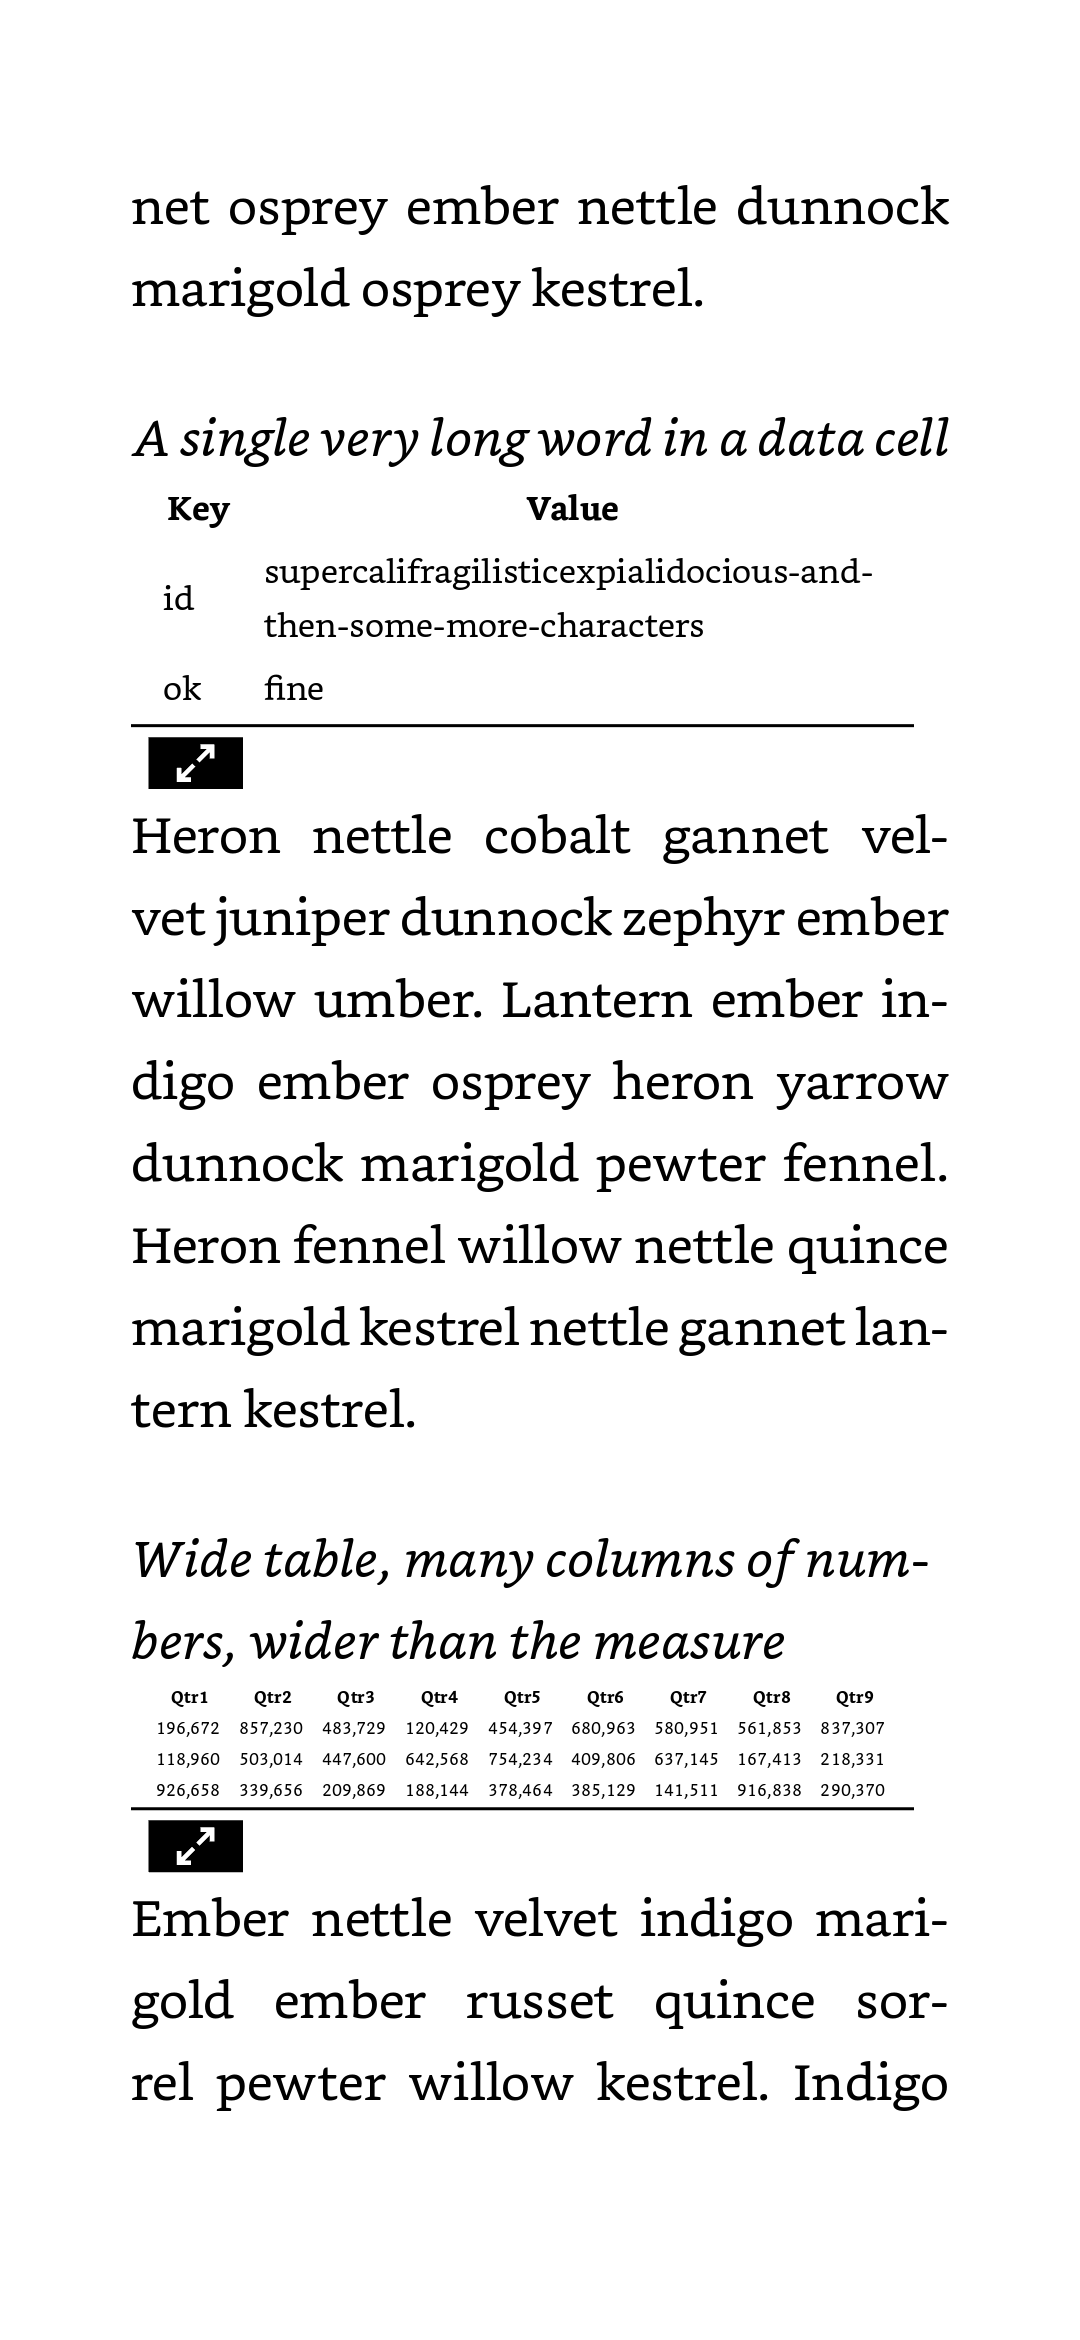 net osprey ember nettle dunnock
marigold osprey kestrel.
A single very long word in a data cell
Key Value
id supercalifragilisticexpialidocious-and-
then-some-more-characters
ok fine
Heron nettle cobalt gannet vel-
vet juniper dunnock zephyr ember
willow umber. Lantern ember in-
digo ember osprey heron yarrow
dunnock marigold pewter fennel.
Heron fennel willow nettle quince
marigold kestrel nettle gannet lan-
tern kestrel.
Wide table, many columns of num-
bers, wider than the measure
Qtr1 Qtr2 Qtr3 Qtr4 Qtr5 Qtr6 Qtr7 Qtr8 Qtr9
196,672 857,230 483,729 120,429 454,397 680,963 580,951 561,853 837,307
118,960 503,014 447,600 642,568 754,234 409,806 637,145 167,413 218,331
926,658 339,656 209,869 188,144 378,464 385,129 141,511 916,838 290,370
Ember nettle velvet indigo mari-
gold ember russet quince sor-
rel pewter willow kestrel. Indigo